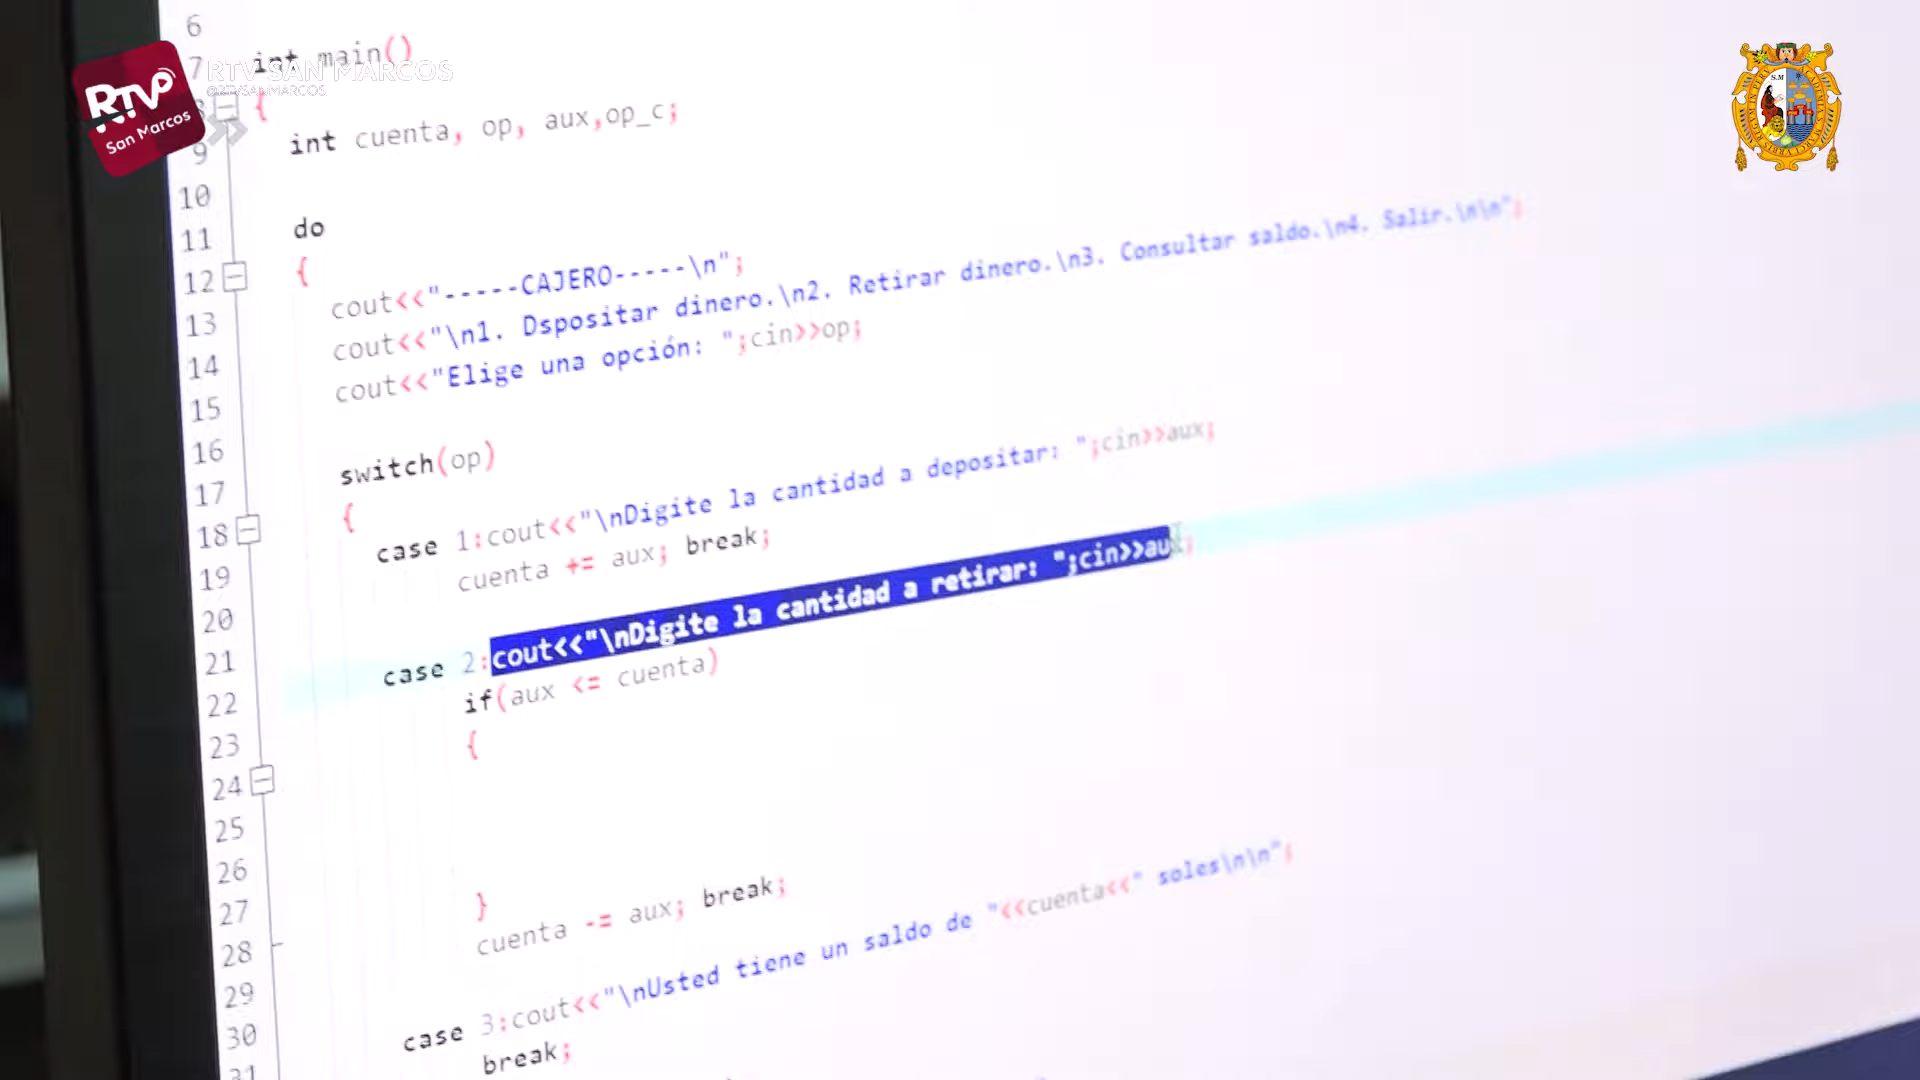 6
7 int main()
RTV SAN MARCOS
@RTVSANMARCOS
RTV
San Marcos
8 {
9 int cuenta, op, aux,op_c;
10
11 do
12 {
13 cout<<"-----CAJERO-----\n";
14 cout<<"\n1. Dspositar dinero.\n2. Retirar dinero.\n3. Consultar saldo.\n4. Salir.\n\n";
15 cout<<"Elige una opción: ";cin>>op;
16
17 switch(op)
18 {
19 case 1:cout<<"\nDigite la cantidad a depositar: ";cin>>aux;
20 cuenta += aux; break;
21
22 case 2:cout<<"\nDigite la cantidad a retirar: ";cin>>aux;
23 if(aux <= cuenta)
24 {
25
26
27
28 }
29 cuenta -= aux; break;
30
31 case 3:cout<<"\nUsted tiene un saldo de "<<cuenta<<" soles\n\n";
break;